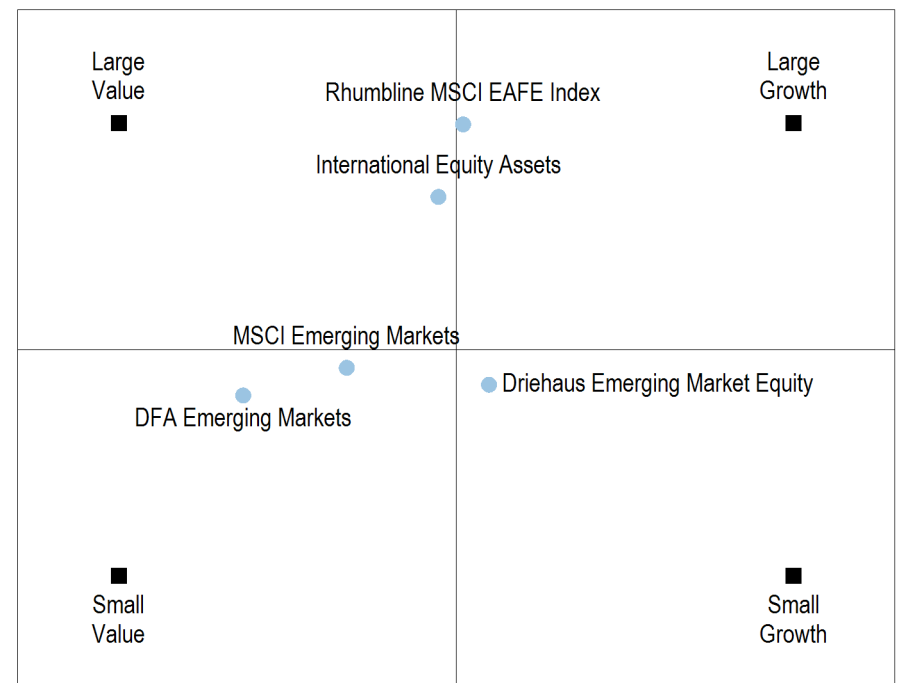 Large
Value
Large
Growth
Rhumbline MSCI EAFE Index
International Equity Assets
MSCI Emerging Markets
Driehaus Emerging Market Equity
DFA Emerging Markets
Small
Value
Small
Growth